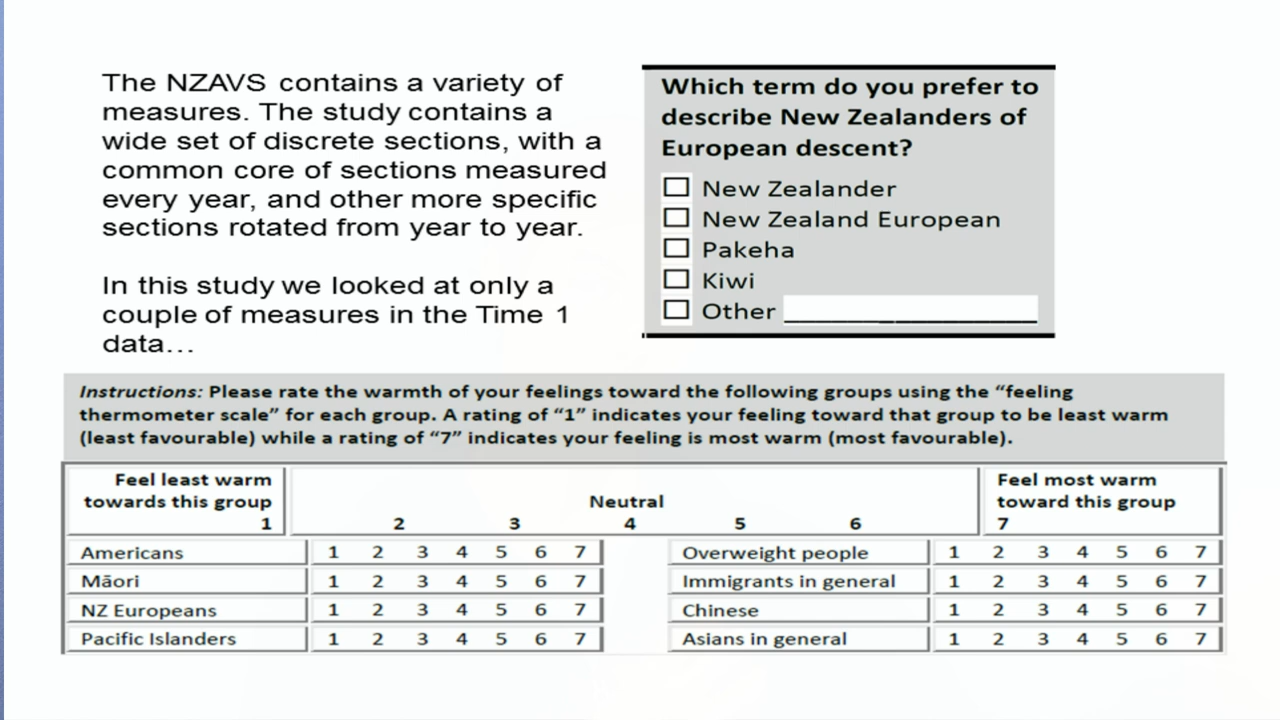 The NZAVS contains a variety of
measures. The study contains a
wide set of discrete sections, with a
common core of sections measured
every year, and other more specific
sections rotated from year to year.
In this study we looked at only a
couple of measures in the Time 1
data...
Which term do you prefer to
describe New Zealanders of
European descent?
New Zealander
New Zealand European
Pakeha
Kiwi
Other ____________________
Instructions: Please rate the warmth of your feelings toward the following groups using the “feeling
thermometer scale” for each group. A rating of “1” indicates your feeling toward that group to be least warm
(least favourable) while a rating of “7” indicates your feeling is most warm (most favourable).
Feel least warm
towards this group
1
Neutral
2 3 4 5 6
Feel most warm
toward this group
7
Americans 1 2 3 4 5 6 7 Overweight people 1 2 3 4 5 6 7
Māori 1 2 3 4 5 6 7 Immigrants in general 1 2 3 4 5 6 7
NZ Europeans 1 2 3 4 5 6 7 Chinese 1 2 3 4 5 6 7
Pacific Islanders 1 2 3 4 5 6 7 Asians in general 1 2 3 4 5 6 7